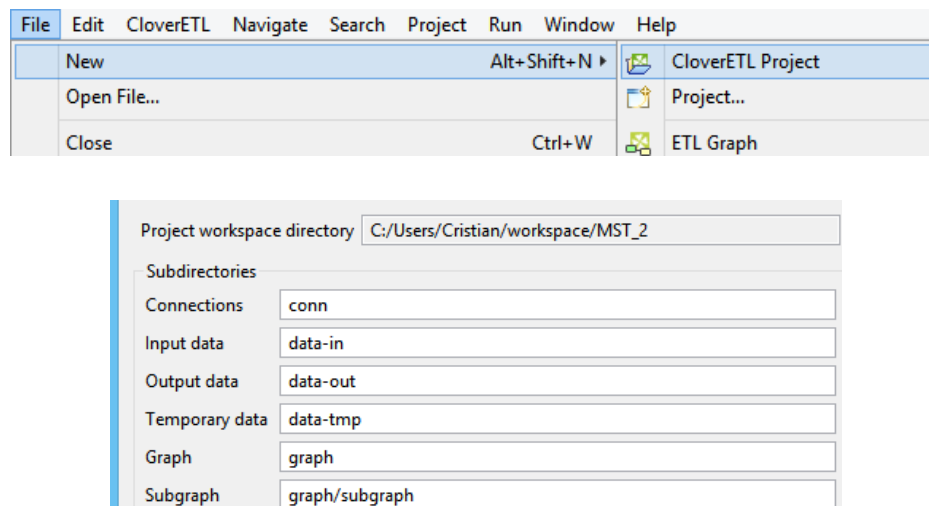 File Edit CloverETL Navigate Search Project Run Window Help
New Alt+Shift+N CloverETL Project
Open File... Project...
Close Ctrl+W ETL Graph
Project workspace directory C:/Users/Cristian/workspace/MST_2
Subdirectories
Connections conn
Input data data-in
Output data data-out
Temporary data data-tmp
Graph graph
Subgraph graph/subgraph